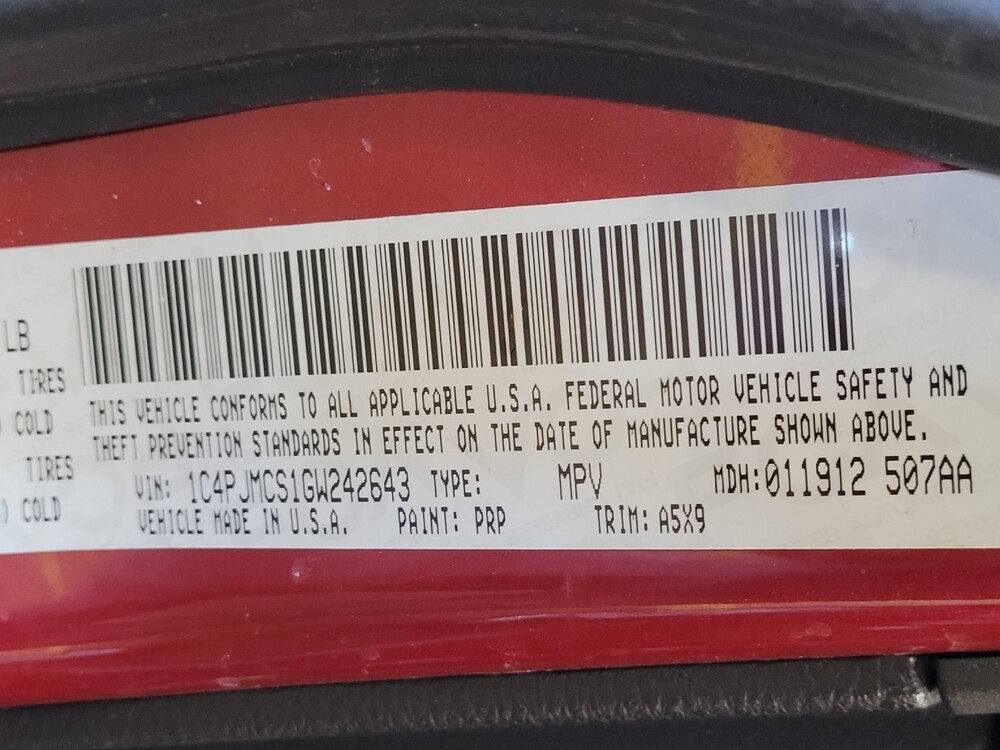 LB
TIRES
COLD
TIRES
) COLD
THIS VEHICLE CONFORMS TO ALL APPLICABLE U.S.A. FEDERAL MOTOR VEHICLE SAFETY AND
THEFT PREVENTION STANDARDS IN EFFECT ON THE DATE OF MANUFACTURE SHOWN ABOVE.
VIN: 1C4PJMCS1GW242643 TYPE: MPV MDH:011912 507AA
VEHICLE MADE IN U.S.A. PAINT: PRP TRIM: A5X9